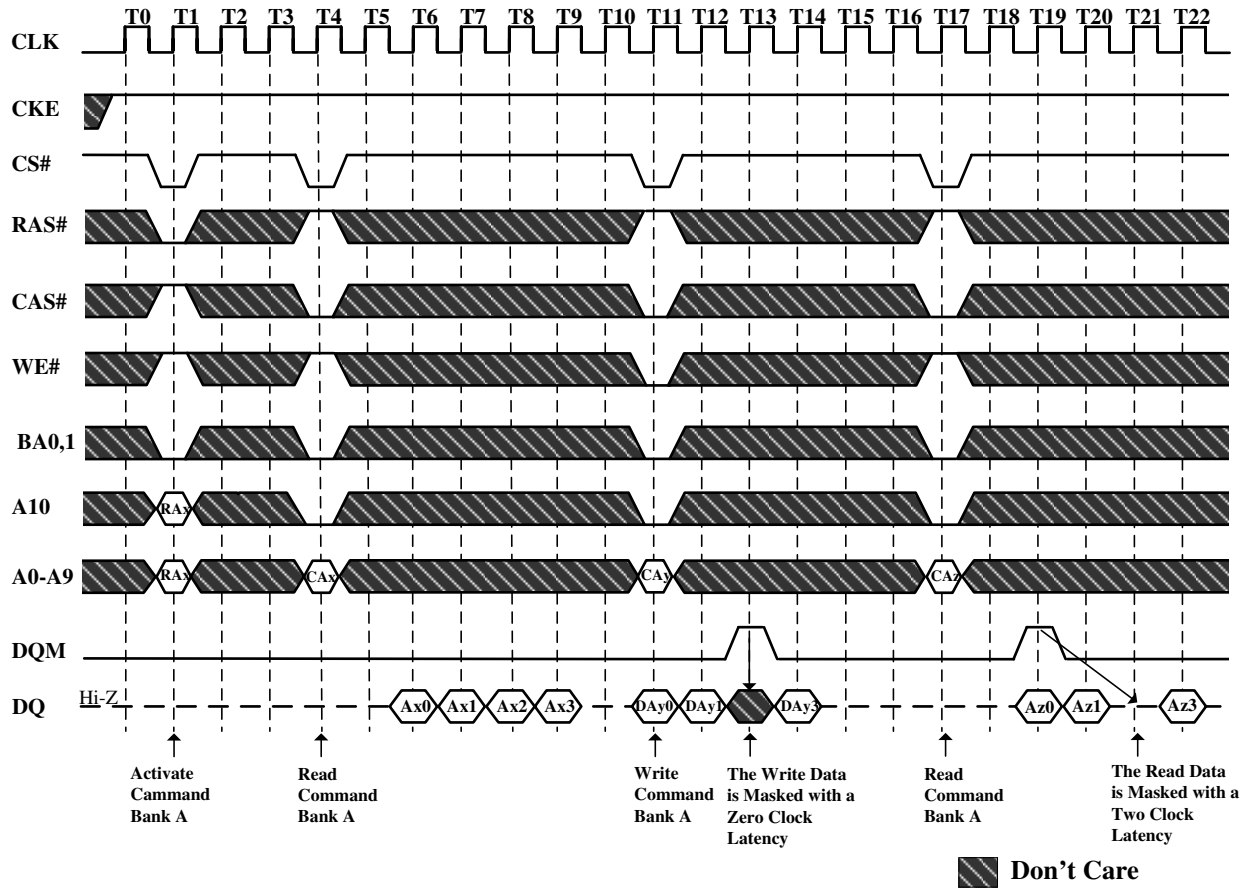 T0 T1 T2 T3 T4 T5 T6 T7 T8 T9 T10 T11 T12 T13 T14 T15 T16 T17 T18 T19 T20 T21 T22
CLK
CKE
CS#
RAS#
CAS#
WE#
BA0,1
A10 RAx
A0-A9 RAx CAx CAy CAz
DQM
DQ Hi-Z Ax0 Ax1 Ax2 Ax3 DAy0 DAy1 DAy3 Az0 Az1 Az3
Activate
Cammand
Bank A
Read
Command
Bank A
Write
Command
Bank A
The Write Data
is Masked with a
Zero Clock
Latency
Read
Command
Bank A
The Read Data
is Masked with a
Two Clock
Latency
Don't Care